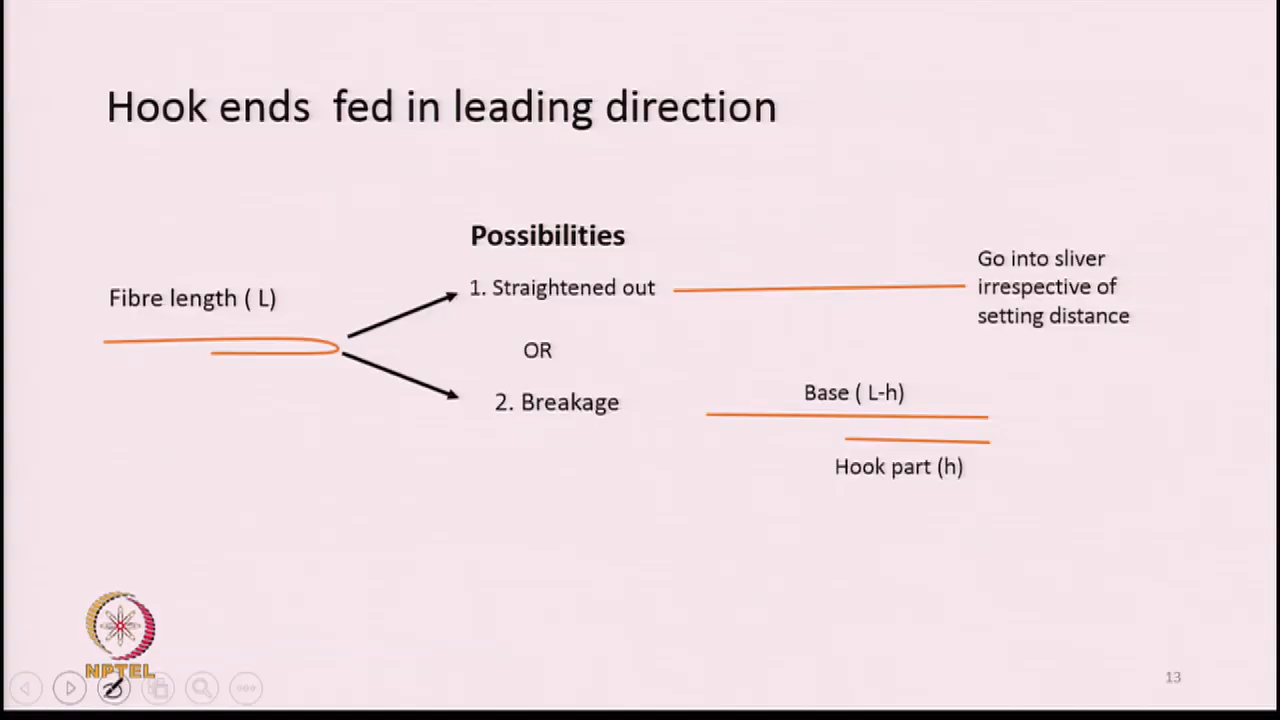 Hook ends fed in leading direction
Possibilities
Fibre length ( L)
1. Straightened out
Go into sliver
irrespective of
setting distance
OR
2. Breakage
Base ( L-h)
Hook part (h)
NPTEL
13